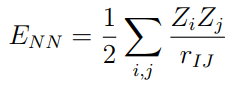 E_{NN} = \frac{1}{2} \sum_{i,j} \frac{Z_i Z_j}{r_{IJ}}